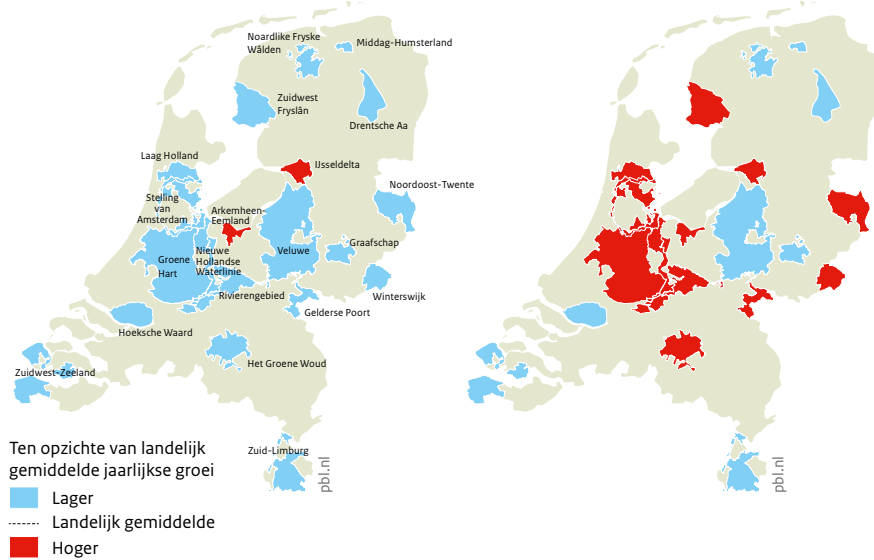 Noardlike Fryske
Wâlden
Middag-Humsterland
Zuidwest
Fryslân
Drentsche Aa
Laag Holland
IJsseldelta
Noordoost-Twente
Stelling
van
Amsterdam
Arkemheen-
Eemland
Groene
Hart
Nieuwe
Hollandse
Waterlinie
Veluwe
Graafschap
Rivierengebied
Winterswijk
Gelderse Poort
Hoeksche Waard
Het Groene Woud
Zuidwest-Zeeland
Zuid-Limburg
pbl.nl
pbl.nl
Ten opzichte van landelijk
gemiddelde jaarlijkse groei
Lager
Landelijk gemiddelde
Hoger